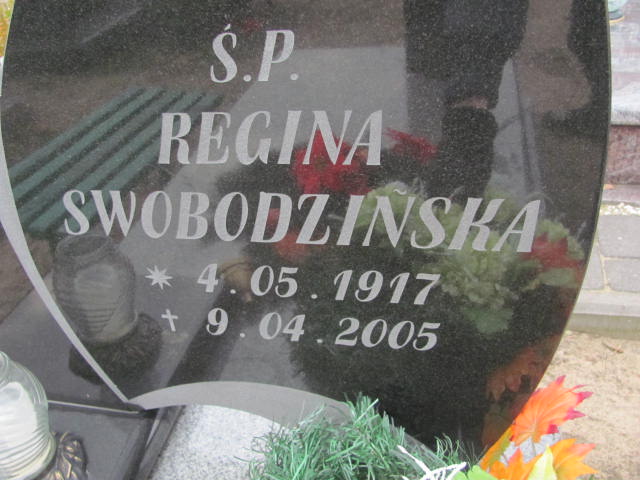 Ś.P.
REGINA
SWOBODZIŃSKA
* 4.05.1917
† 9.04.2005